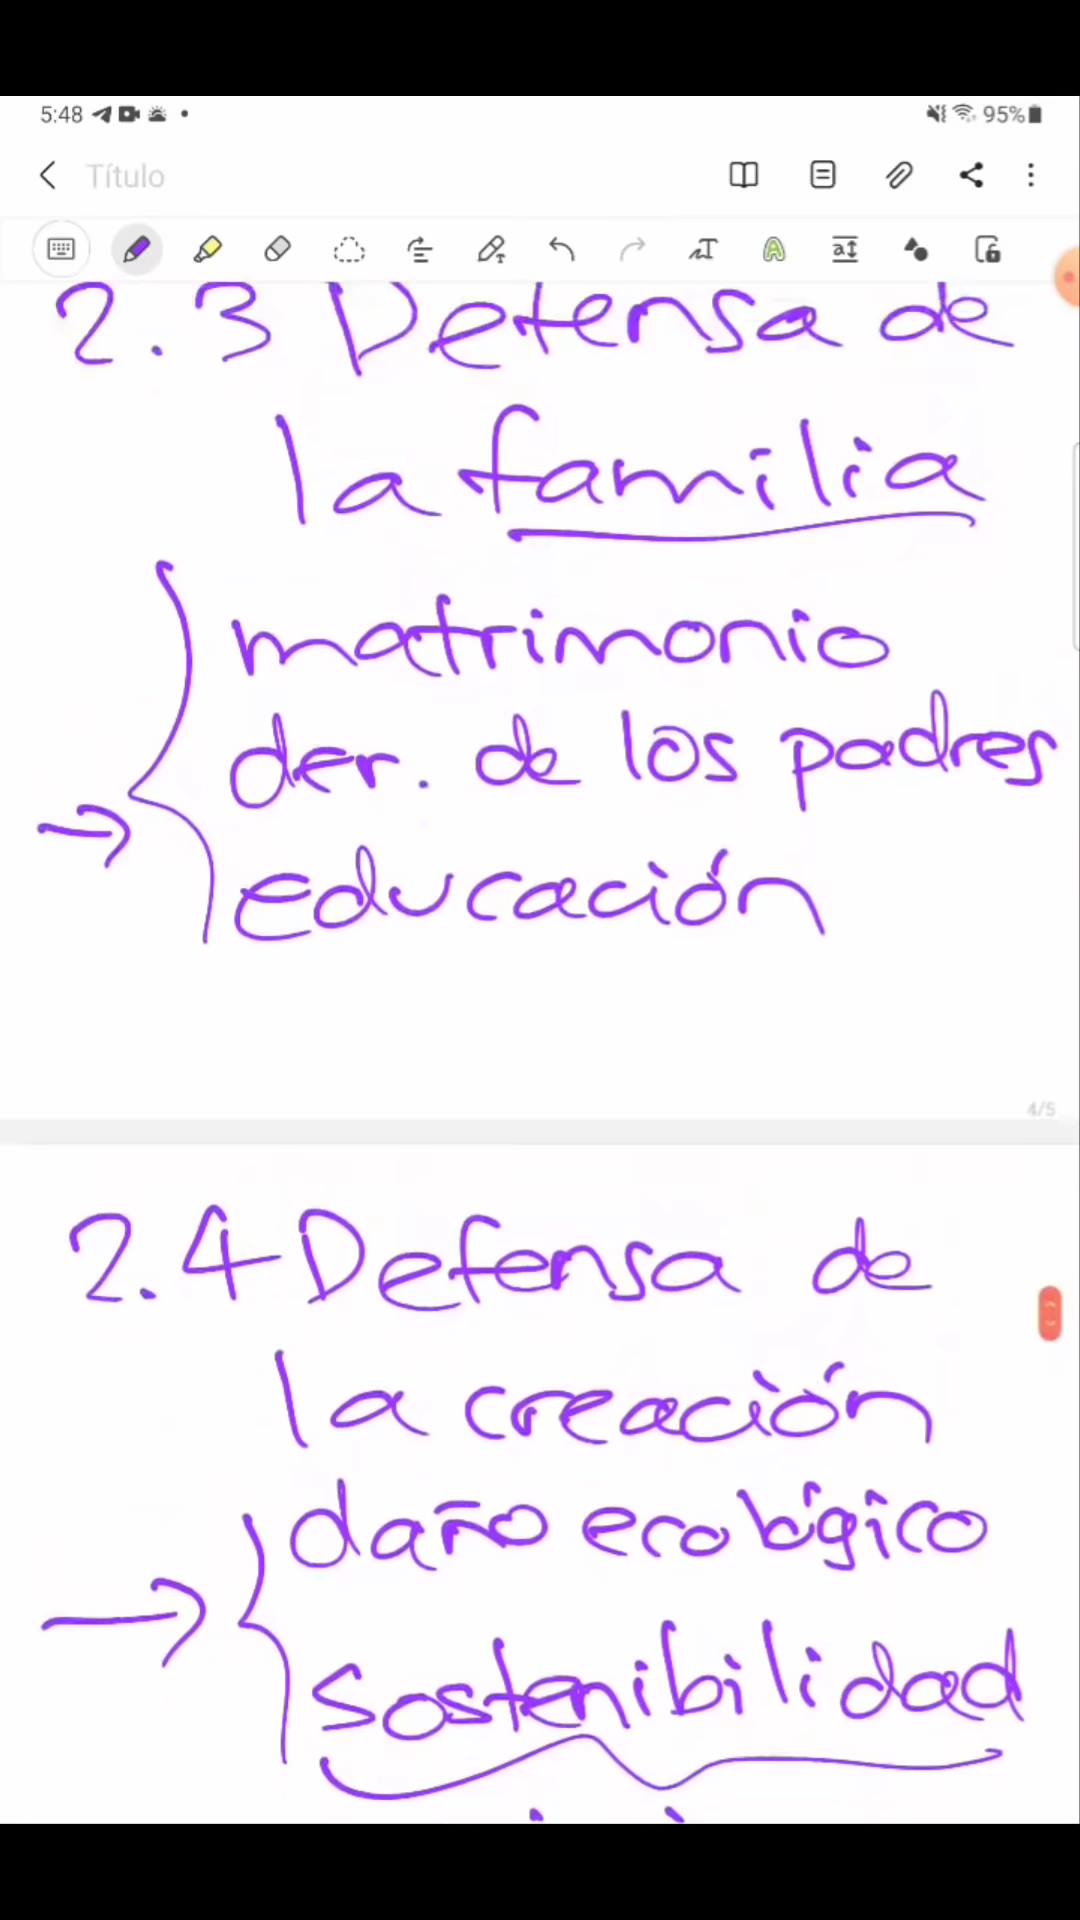 5:48
95%
Título
2.3 Defensa de
la familia
matrimonio
der. de los padres
educación
4/5
2.4 Defensa de
la creación
daño ecológico
sostenibilidad